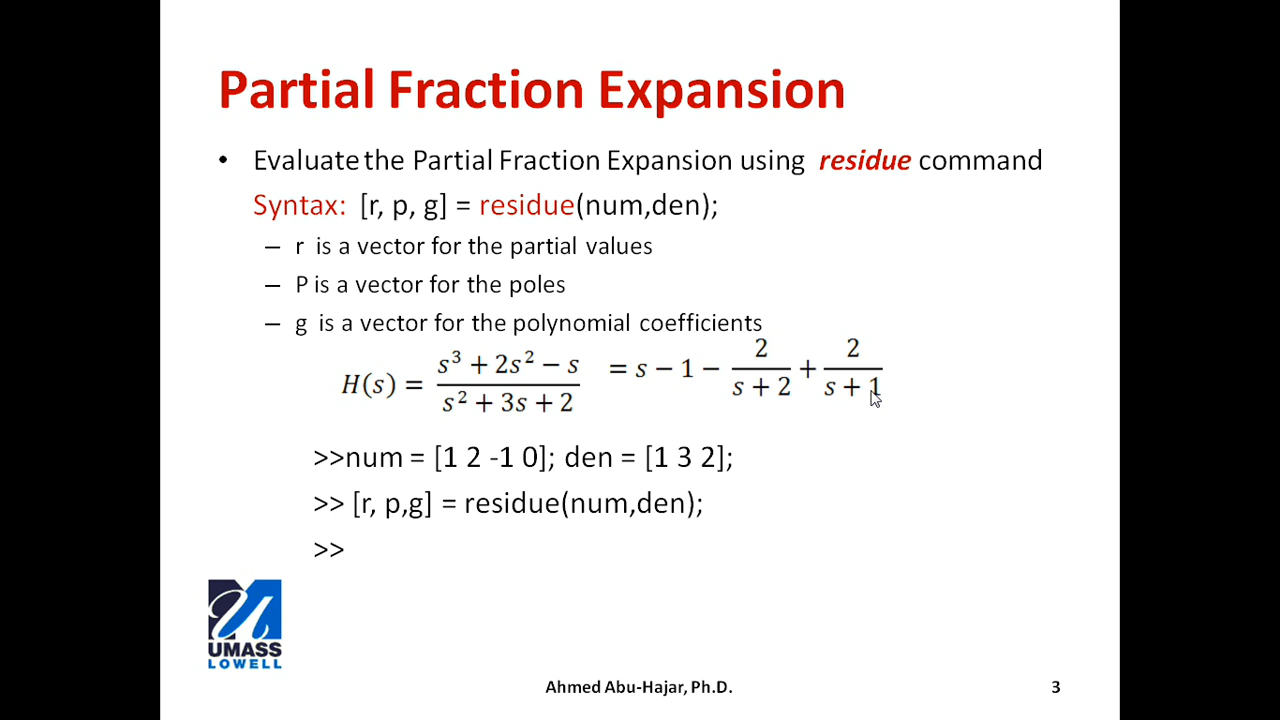 Partial Fraction Expansion
• Evaluate the Partial Fraction Expansion using residue command
Syntax: [r, p, g] = residue(num,den);
– r is a vector for the partial values
– P is a vector for the poles
– g is a vector for the polynomial coefficients
H(s) = (s³ + 2s² − s)/(s² + 3s + 2) = s − 1 − 2/(s + 2) + 2/(s + 1)
>>num = [1 2 -1 0]; den = [1 3 2];
>> [r, p,g] = residue(num,den);
>>
UMASS
LOWELL
Ahmed Abu-Hajar, Ph.D.
3